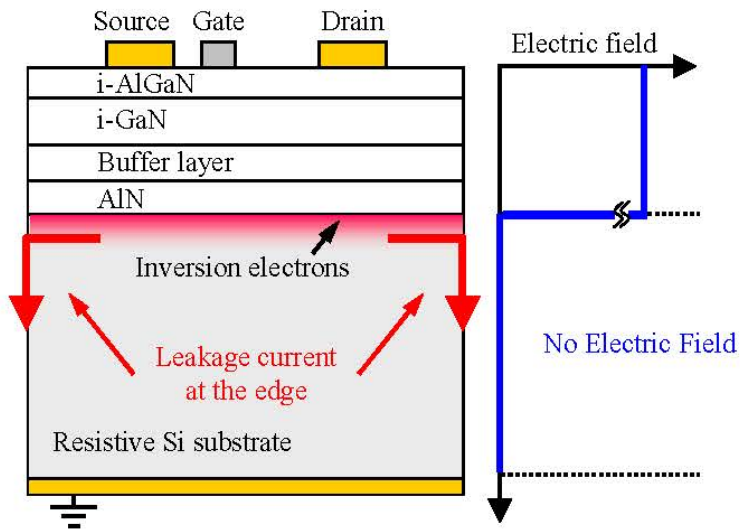 Source
Gate
Drain
Electric field
i-AlGaN
i-GaN
Buffer layer
AlN
Inversion electrons
Leakage current
at the edge
No Electric Field
Resistive Si substrate